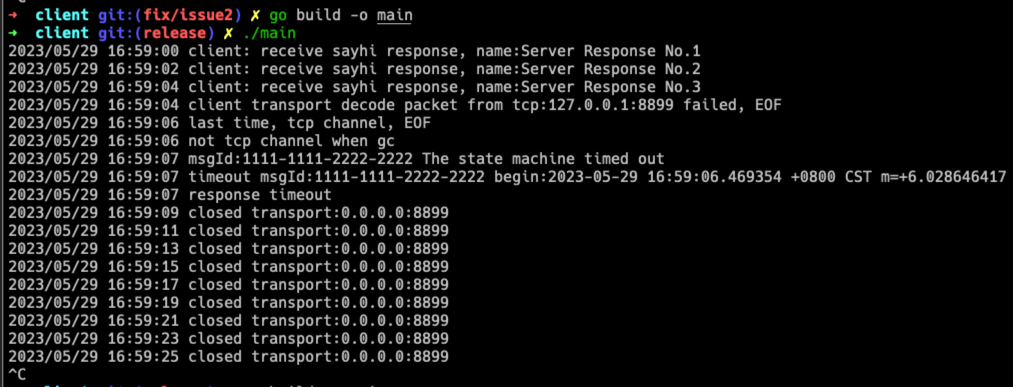 → client git:(fix/issue2) ✗ go build -o main
→ client git:(release) ✗ ./main
2023/05/29 16:59:00 client: receive sayhi response, name:Server Response No.1
2023/05/29 16:59:02 client: receive sayhi response, name:Server Response No.2
2023/05/29 16:59:04 client: receive sayhi response, name:Server Response No.3
2023/05/29 16:59:04 client transport decode packet from tcp:127.0.0.1:8899 failed, EOF
2023/05/29 16:59:06 last time, tcp channel, EOF
2023/05/29 16:59:06 not tcp channel when gc
2023/05/29 16:59:07 msgId:1111-1111-2222-2222 The state machine timed out
2023/05/29 16:59:07 timeout msgId:1111-1111-2222-2222 begin:2023-05-29 16:59:06.469354 +0800 CST m=+6.028646417
2023/05/29 16:59:07 response timeout
2023/05/29 16:59:09 closed transport:0.0.0.0:8899
2023/05/29 16:59:11 closed transport:0.0.0.0:8899
2023/05/29 16:59:13 closed transport:0.0.0.0:8899
2023/05/29 16:59:15 closed transport:0.0.0.0:8899
2023/05/29 16:59:17 closed transport:0.0.0.0:8899
2023/05/29 16:59:19 closed transport:0.0.0.0:8899
2023/05/29 16:59:21 closed transport:0.0.0.0:8899
2023/05/29 16:59:23 closed transport:0.0.0.0:8899
2023/05/29 16:59:25 closed transport:0.0.0.0:8899
^C